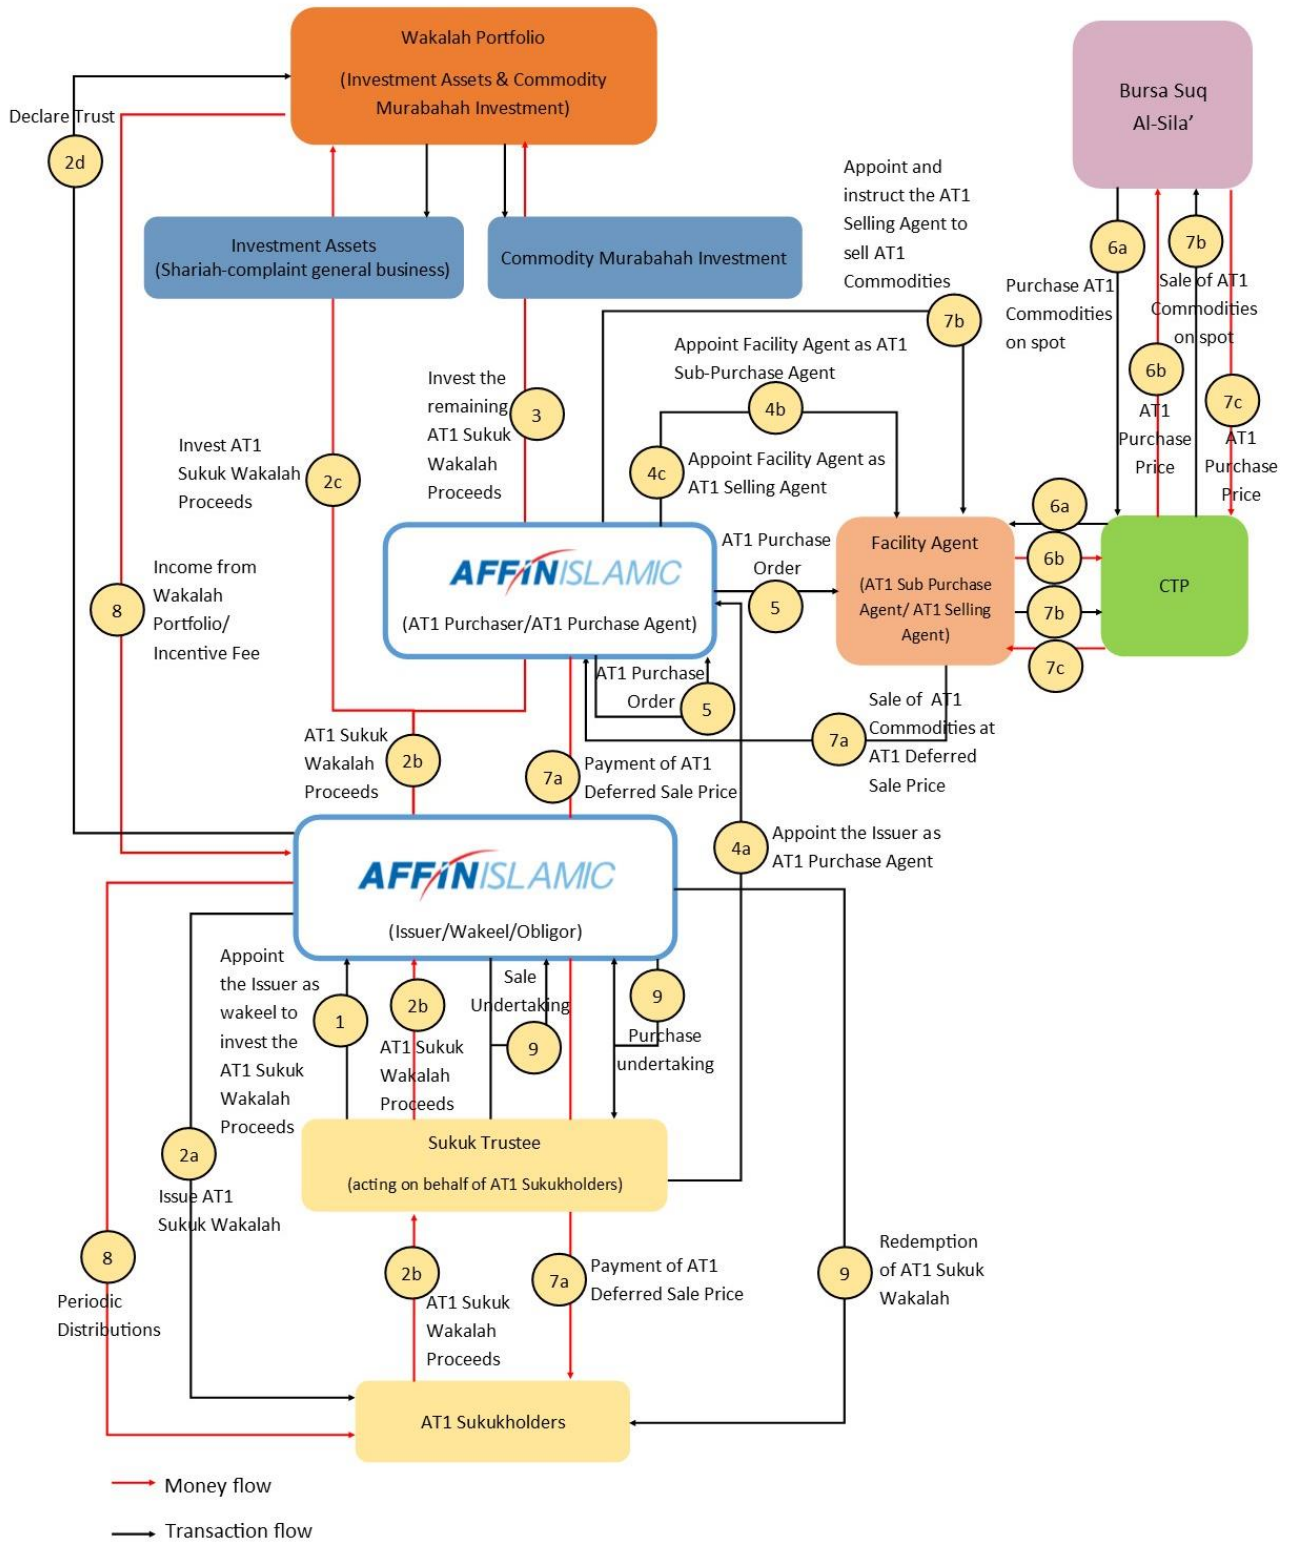 Wakalah Portfolio
(Investment Assets & Commodity
Murabahah Investment)
Bursa Suq
Al-Sila’
Declare Trust
2d
Investment Assets
(Shariah-complaint general business)
Commodity Murabahah Investment
Appoint and
instruct the AT1
Selling Agent to
sell AT1
Commodities
7b
6a
Purchase AT1
Commodities
on spot
7b
Sale of AT1
Commodities
on spot
6b
AT1
Purchase
Price
7c
AT1
Purchase
Price
Appoint Facility Agent as AT1
Sub-Purchase Agent
4b
Invest the
remaining
AT1 Sukuk
Wakalah
Proceeds
3
4c
Appoint Facility Agent as
AT1 Selling Agent
Invest AT1
Sukuk Wakalah
Proceeds
2c
AFFIN ISLAMIC
(AT1 Purchaser/AT1 Purchase Agent)
AT1 Purchase
Order
5
Facility Agent
(AT1 Sub Purchase
Agent/ AT1 Selling
Agent)
6a
6b
7b
7c
CTP
8
Income from
Wakalah
Portfolio/
Incentive Fee
AT1 Purchase
Order
5
Sale of AT1
Commodities at
AT1 Deferred
Sale Price
7a
AT1 Sukuk
Wakalah
Proceeds
2b
7a
Payment of AT1
Deferred Sale Price
4a
Appoint the Issuer as
AT1 Purchase Agent
AFFIN ISLAMIC
(Issuer/Wakeel/Obligor)
Appoint
the Issuer as
wakeel to
invest the
AT1 Sukuk
Wakalah
Proceeds
1
2b
AT1 Sukuk
Wakalah
Proceeds
Sale
Undertaking
9
9
Purchase
undertaking
2a
Issue AT1
Sukuk Wakalah
Sukuk Trustee
(acting on behalf of AT1 Sukukholders)
8
Periodic
Distributions
2b
AT1 Sukuk
Wakalah
Proceeds
7a
Payment of AT1
Deferred Sale Price
9
Redemption
of AT1 Sukuk
Wakalah
AT1 Sukukholders
Money flow
Transaction flow